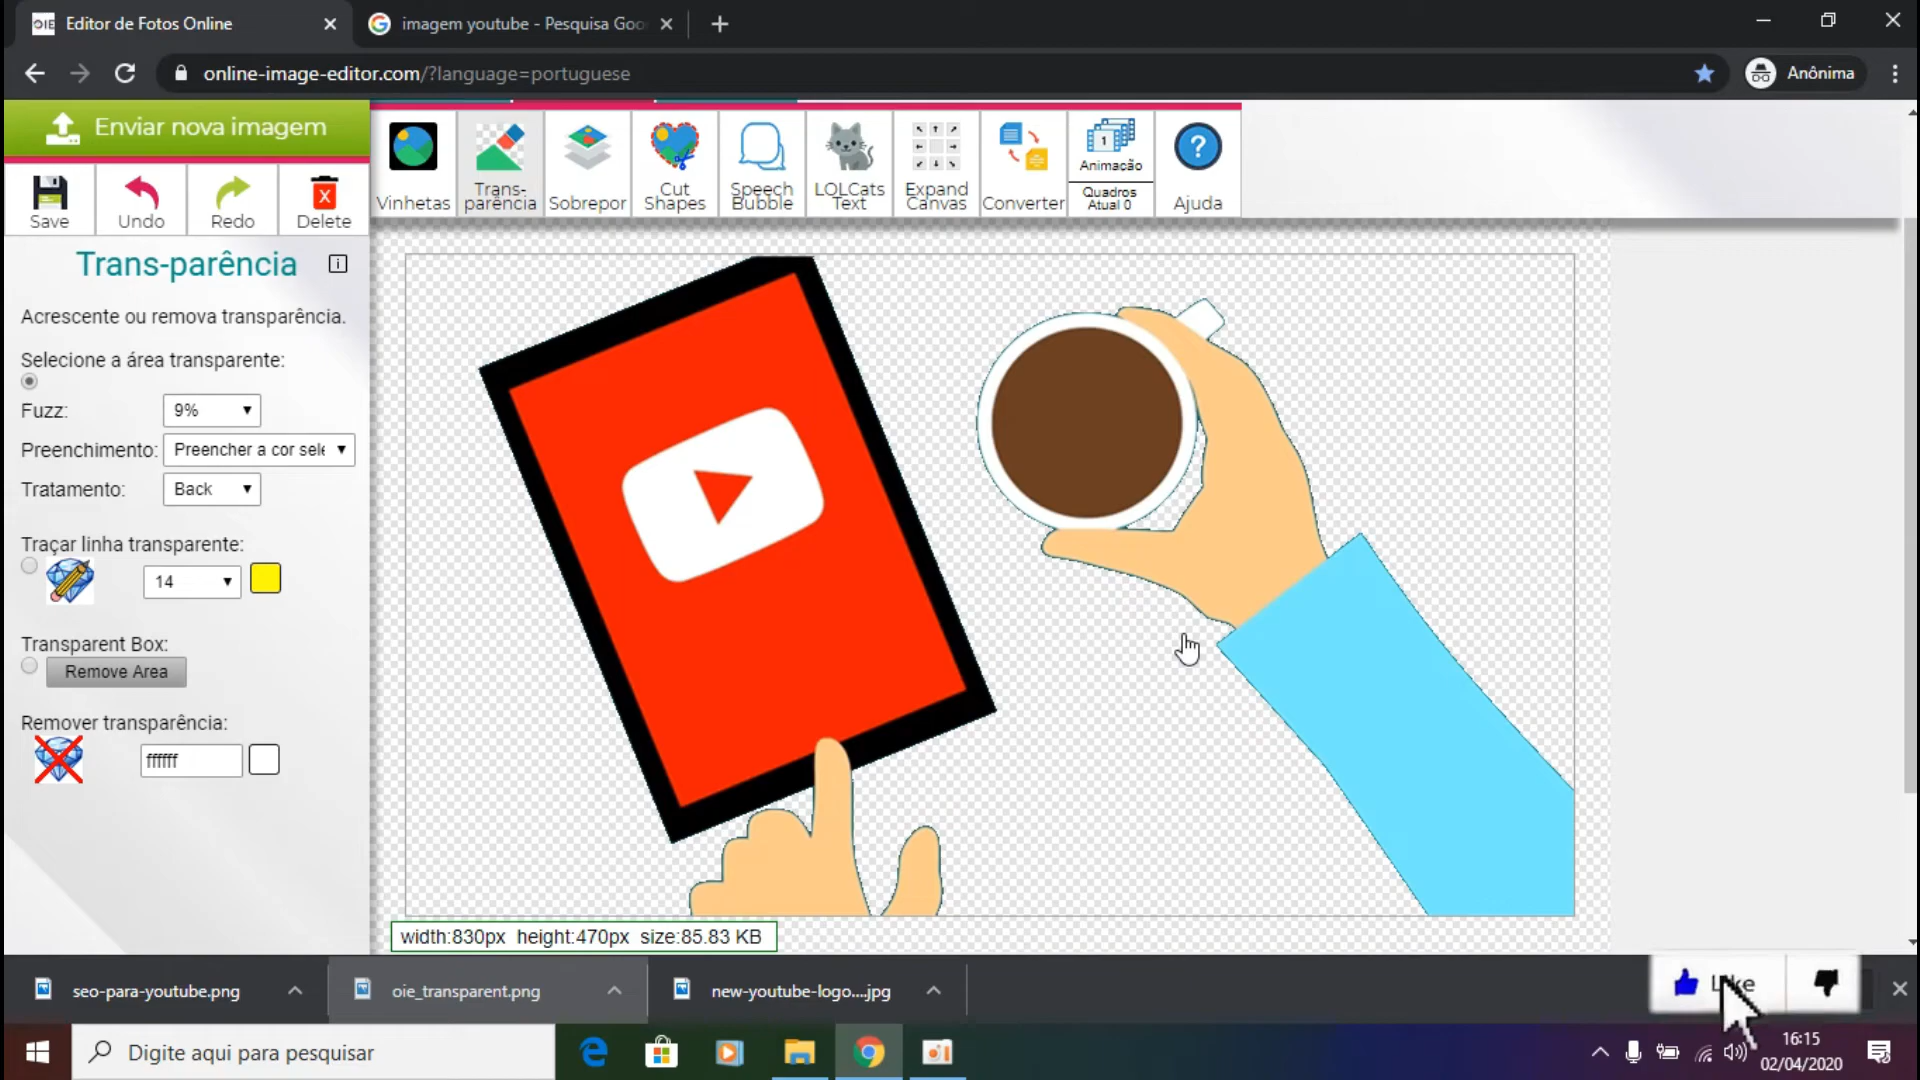 Editor de Fotos Online
imagem youtube - Pesquisa Goo
online-image-editor.com/?language=portuguese
Anônima
Enviar nova imagem
Save
Undo
Redo
Delete
Vinhetas
Trans-
parência
Sobrepor
Cut
Shapes
Speech
Bubble
LOLCats
Text
Expand
Canvas
Converter
1
Animação
Quadros
Atual 0
?
Ajuda
Trans-parência
i
Acrescente ou remova transparência.
Selecione a área transparente:
Fuzz:
9%
Preenchimento:
Preencher a cor sele
Tratamento:
Back
Traçar linha transparente:
14
Transparent Box:
Remove Area
Remover transparência:
ffffff
width:830px height:470px size:85.83 KB
seo-para-youtube.png
oie_transparent.png
new-youtube-logo....jpg
Digite aqui para pesquisar
16:15
02/04/2020